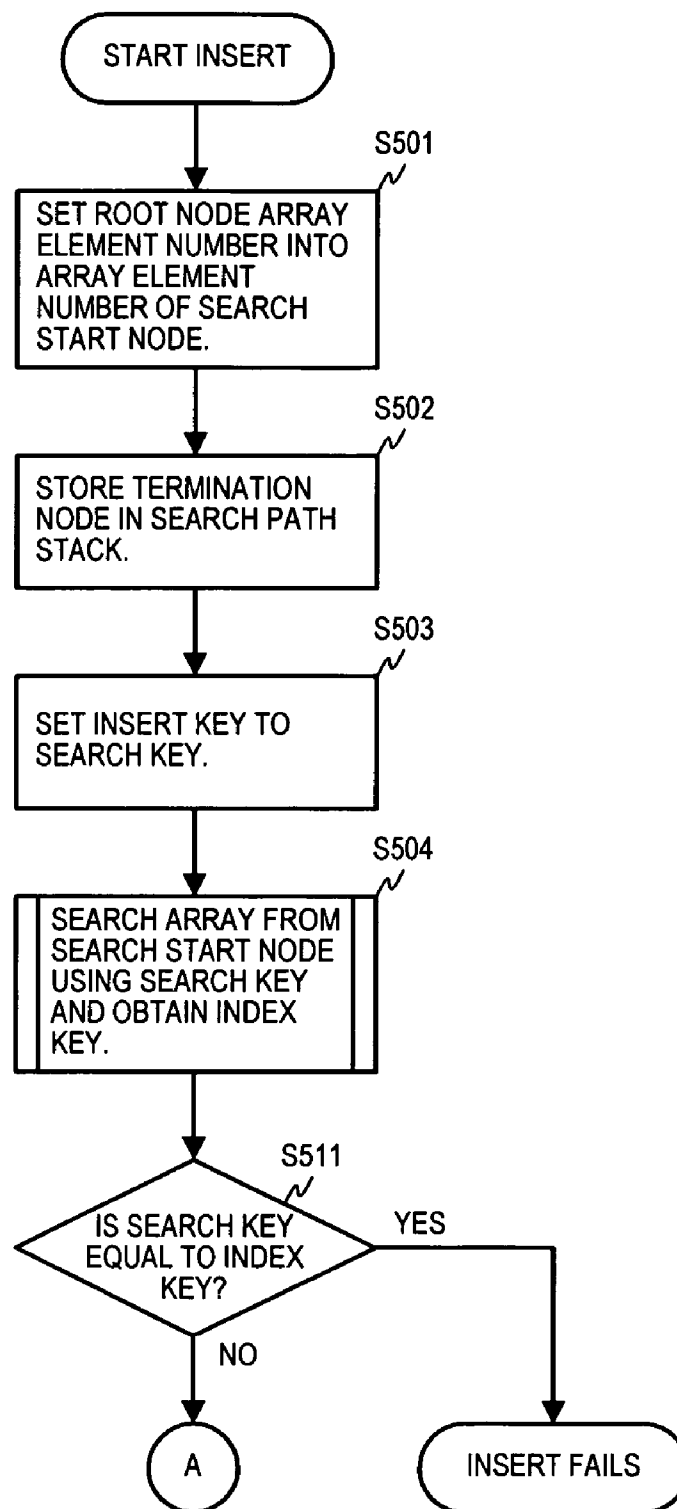 START INSERT
S501
SET ROOT NODE ARRAY
ELEMENT NUMBER INTO
ARRAY ELEMENT
NUMBER OF SEARCH
START NODE.
S502
STORE TERMINATION
NODE IN SEARCH PATH
STACK.
S503
SET INSERT KEY TO
SEARCH KEY.
S504
SEARCH ARRAY FROM
SEARCH START NODE
USING SEARCH KEY
AND OBTAIN INDEX
KEY.
S511
IS SEARCH KEY
EQUAL TO INDEX
KEY?
YES
NO
A
INSERT FAILS